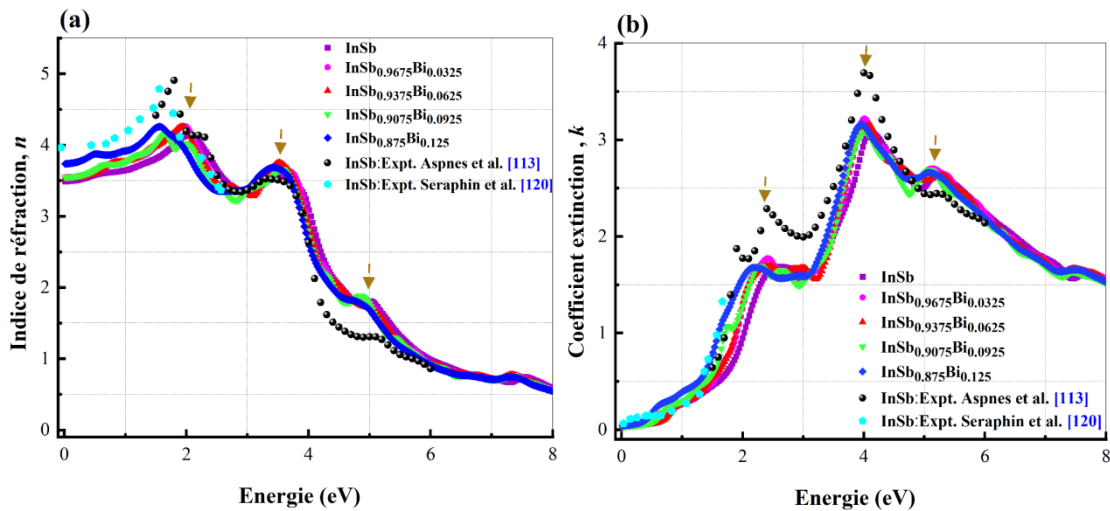 (a)
Indice de réfraction, n
5
4
3
2
1
0
InSb
InSb0.9675Bi0.0325
InSb0.9375Bi0.0625
InSb0.9075Bi0.0925
InSb0.875Bi0.125
InSb:Expt. Aspnes et al. [113]
InSb:Expt. Seraphin et al. [120]
0 2 4 6 8
Energie (eV)
(b)
Coefficient extinction , k
4
3
2
1
0
InSb
InSb0.9675Bi0.0325
InSb0.9375Bi0.0625
InSb0.9075Bi0.0925
InSb0.875Bi0.125
InSb:Expt. Aspnes et al. [113]
InSb:Expt Seraphin et al. [120]
0 2 4 6 8
Energie (eV)